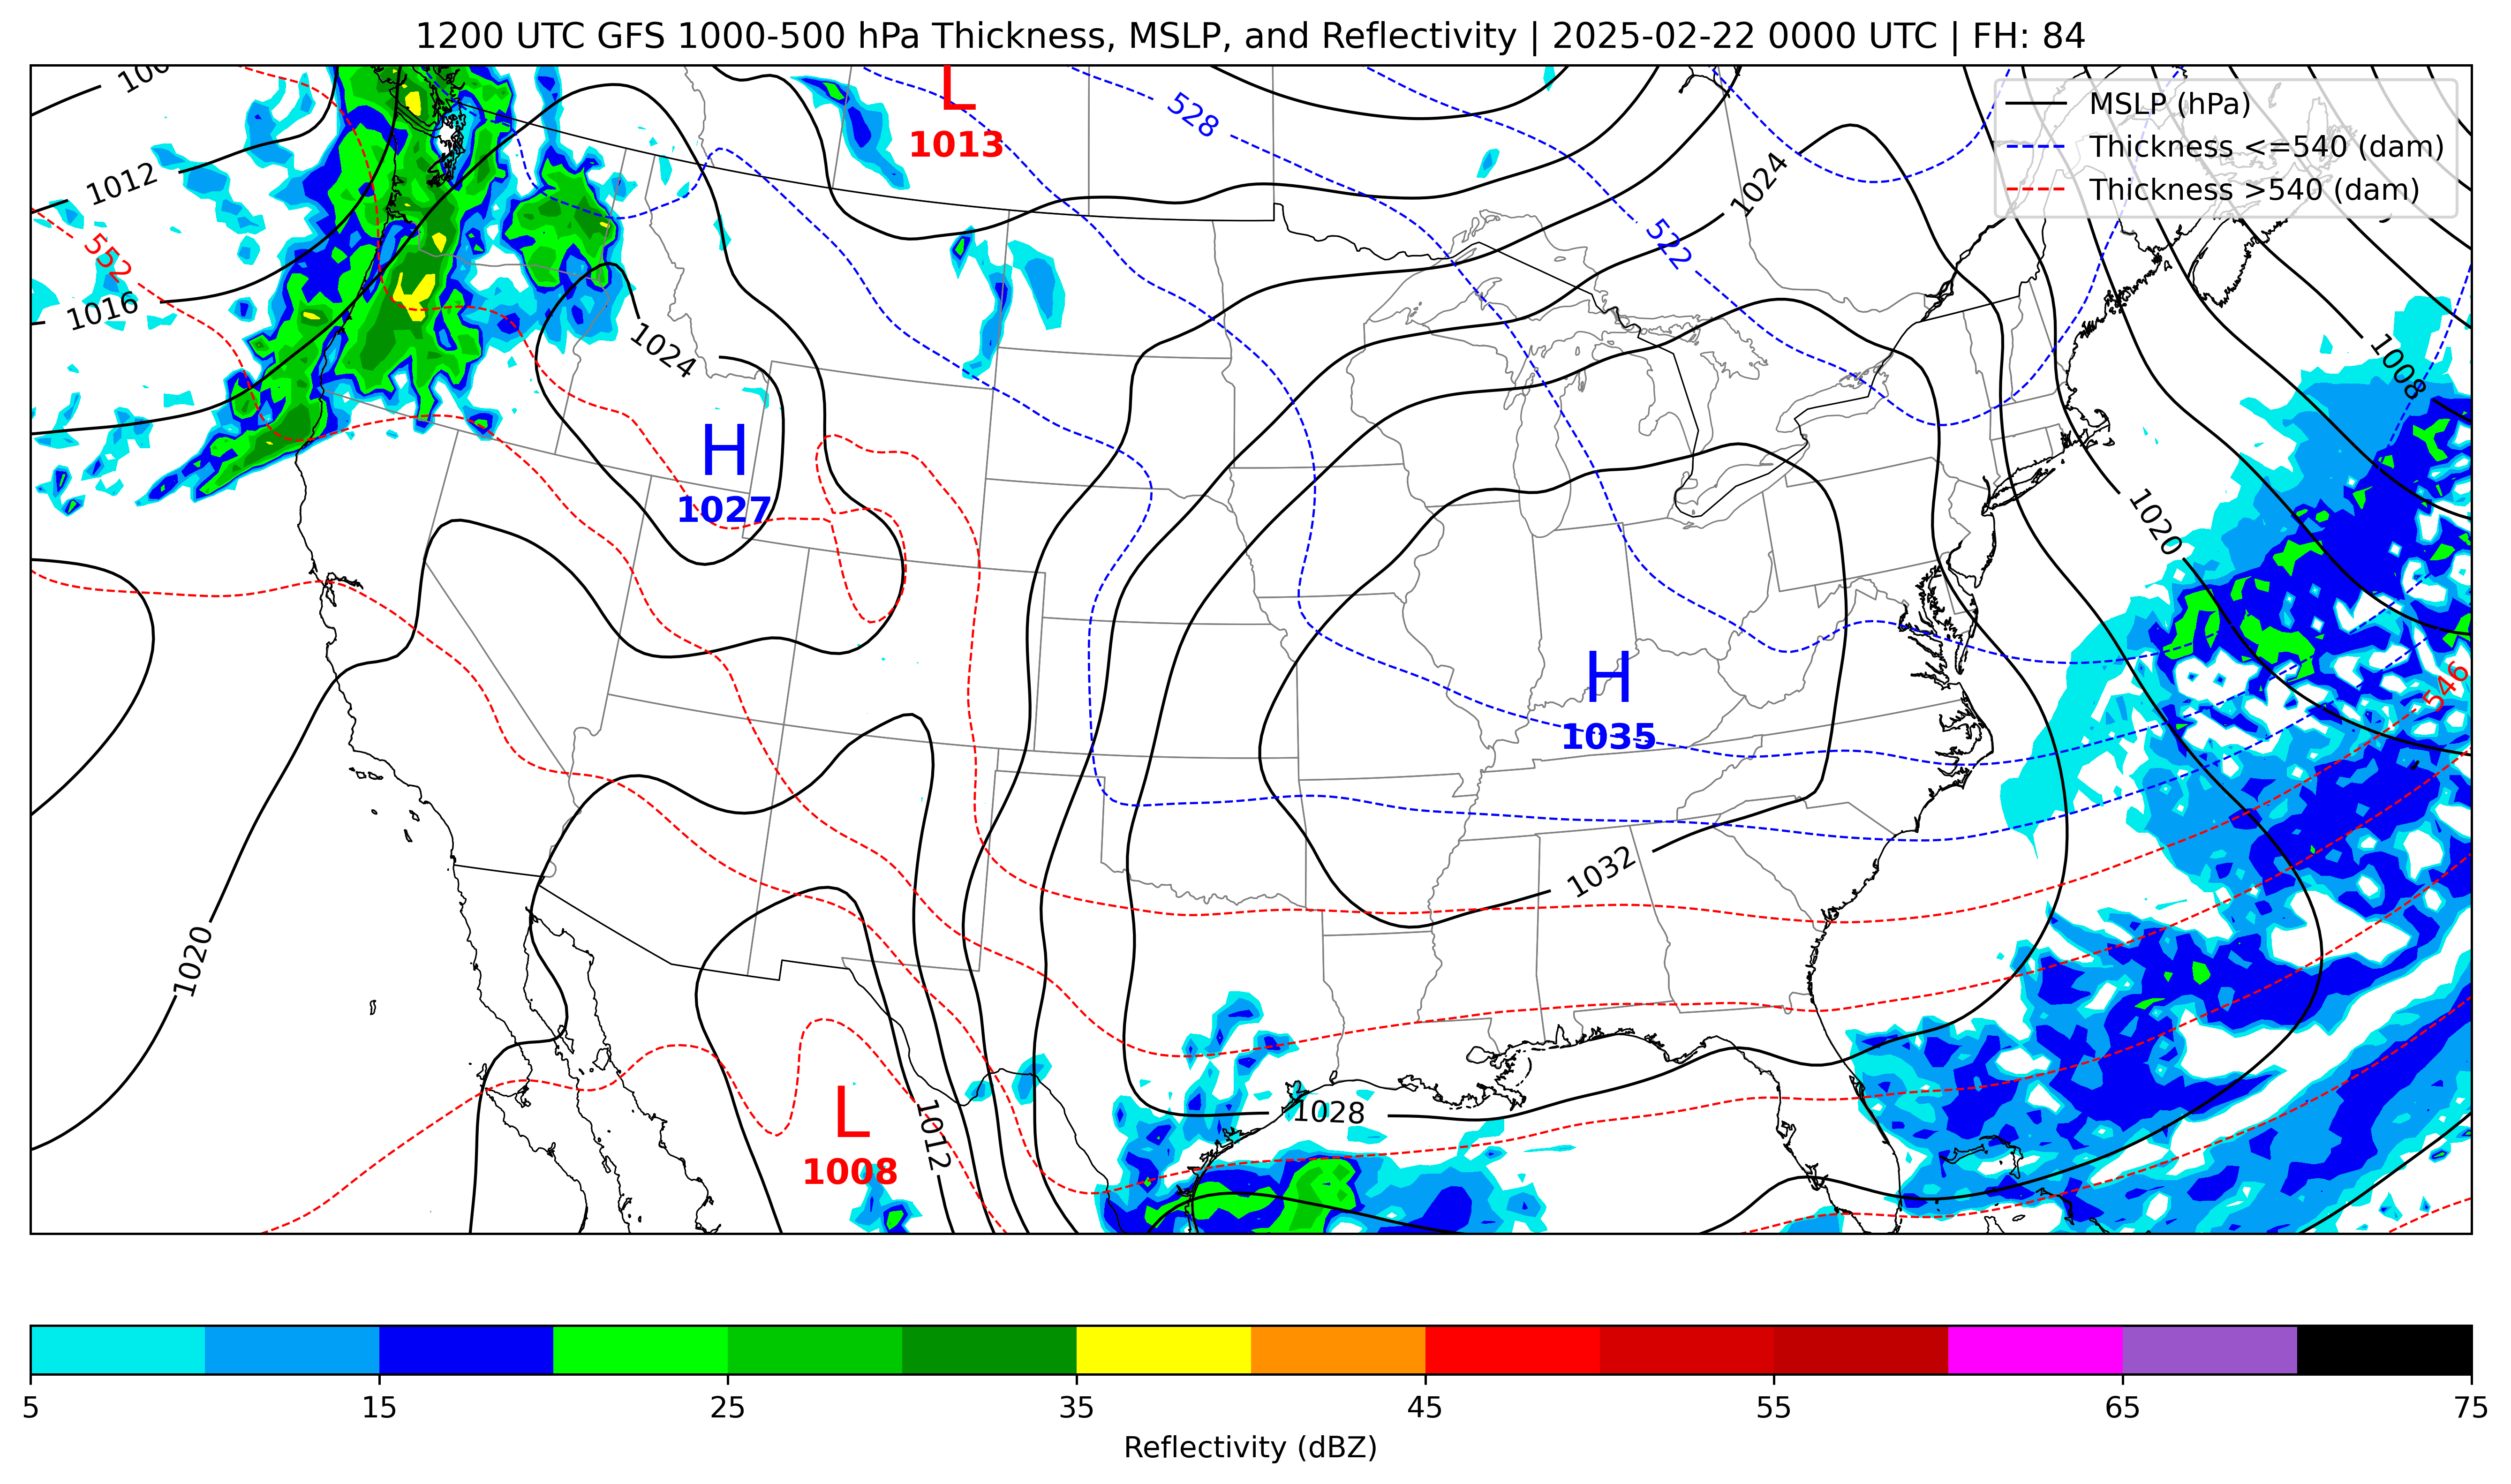 1200 UTC GFS 1000-500 hPa Thickness, MSLP, and Reflectivity | 2025-02-22 0000 UTC | FH: 84
MSLP (hPa)
Thickness <=540 (dam)
Thickness >540 (dam)
L
1013
528
1012
1024
522
552
1016
1024
1008
H
1027
1020
H
1035
546
1032
1020
L
1008
1012
1028
5 15 25 35 45 55 65 75
Reflectivity (dBZ)